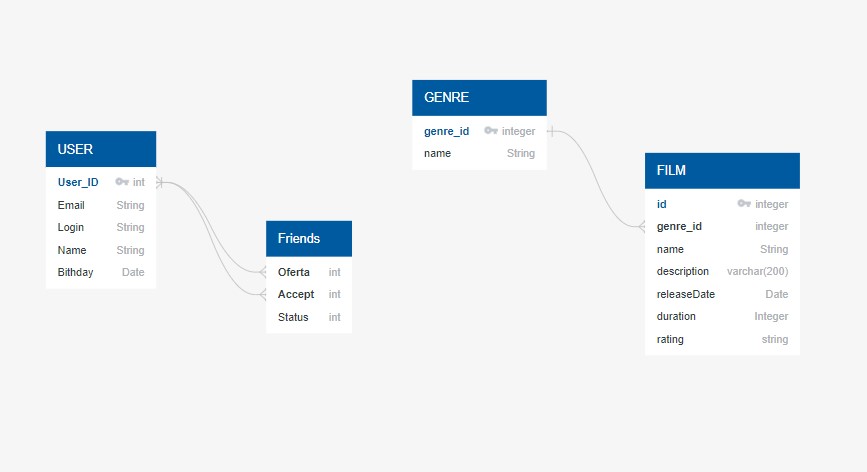 USER
User_ID int
Email String
Login String
Name String
Bithday Date
Friends
Oferta int
Accept int
Status int
GENRE
genre_id integer
name String
FILM
id integer
genre_id integer
name String
description varchar(200)
releaseDate Date
duration Integer
rating string